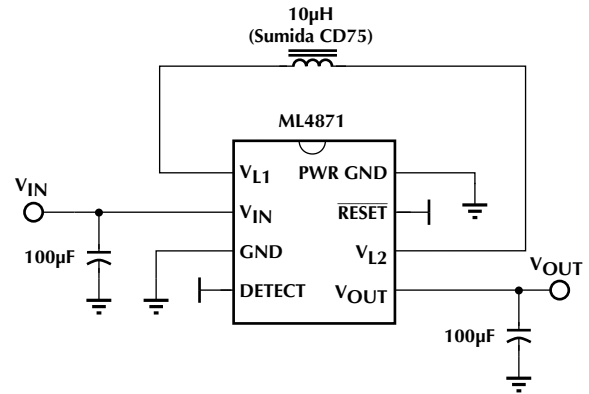 10µH
(Sumida CD75)
ML4871
VL1
PWR GND
VIN
VIN
RESET
GND
100µF
VL2
DETECT
VOUT
VOUT
100µF